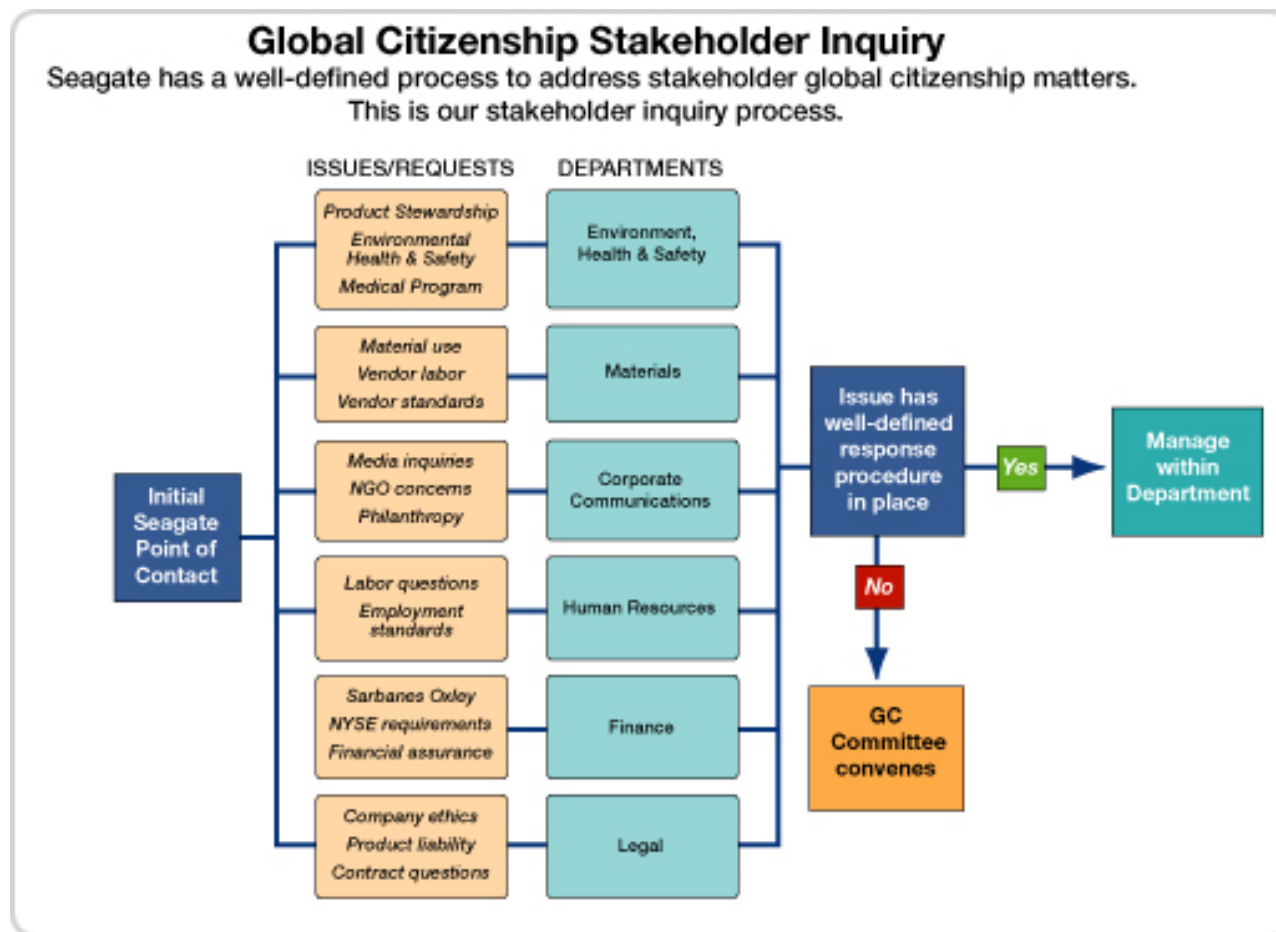 Global Citizenship Stakeholder Inquiry
Seagate has a well-defined process to address stakeholder global citizenship matters.
This is our stakeholder inquiry process.
ISSUES/REQUESTS
DEPARTMENTS
Initial
Seagate
Point of
Contact
Product Stewardship
Environmental
Health & Safety
Medical Program
Environment,
Health & Safety
Material use
Vendor labor
Vendor standards
Materials
Media inquiries
NGO concerns
Philanthropy
Corporate
Communications
Labor questions
Employment
standards
Human Resources
Sarbanes Oxley
NYSE requirements
Financial assurance
Finance
Company ethics
Product liability
Contract questions
Legal
Issue has
well-defined
response
procedure
in place
Yes
Manage
within
Department
No
GC
Committee
convenes